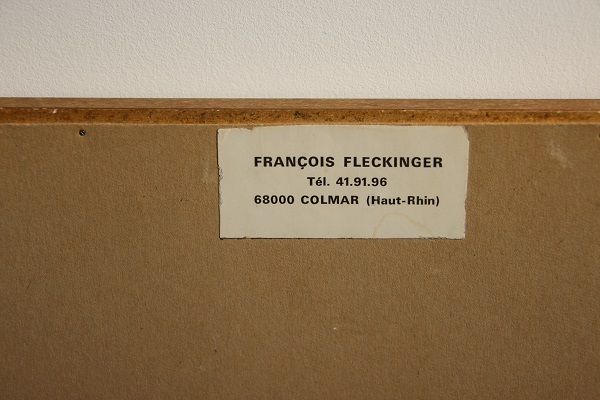 FRANÇOIS FLECKINGER
Tél. 41.91.96
68000 COLMAR (Haut-Rhin)